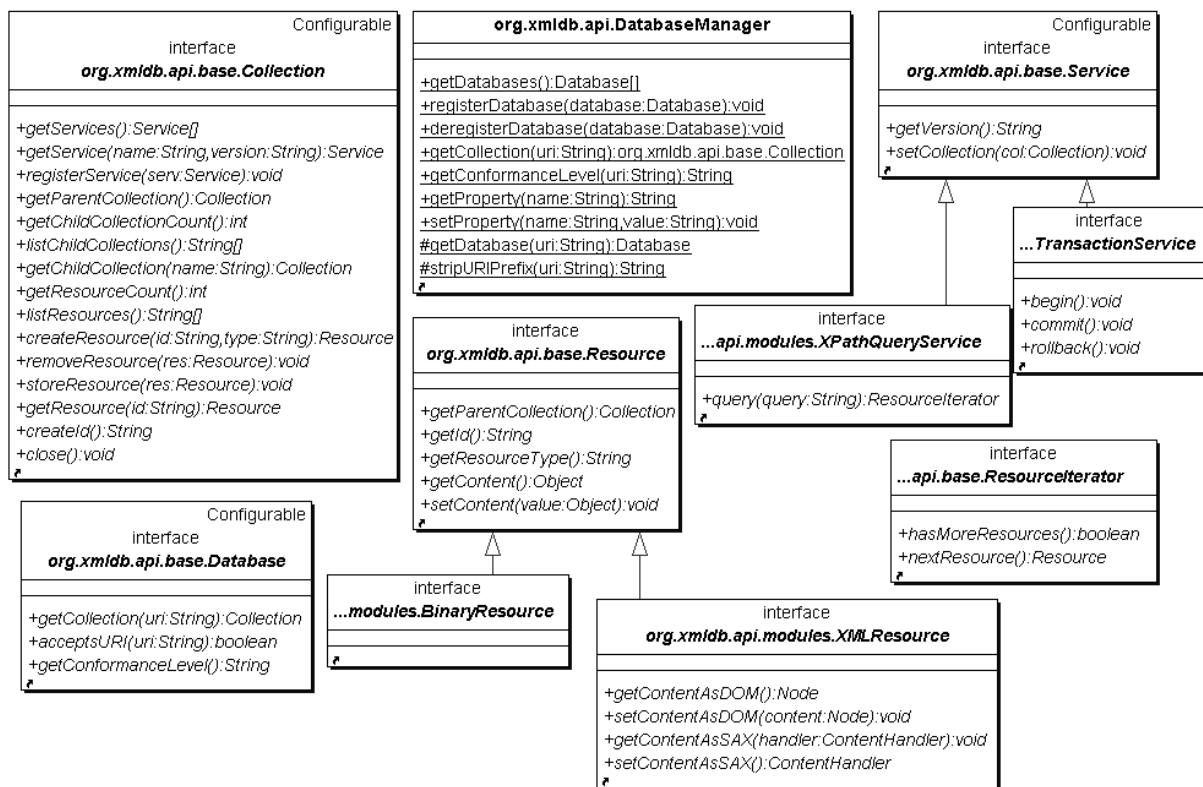 Configurable
interface
org.xmldb.api.base.Collection
+getServices():Service[]
+getService(name:String,version:String):Service
+registerService(serv:Service):void
+getParentCollection():Collection
+getChildCollectionCount():int
+listChildCollections():String[]
+getChildCollection(name:String):Collection
+getResourceCount():int
+listResources():String[]
+createResource(id:String,type:String):Resource
+removeResource(res:Resource):void
+storeResource(res:Resource):void
+getResource(id:String):Resource
+createId():String
+close():void
org.xmldb.api.DatabaseManager
+getDatabases():Database[]
+registerDatabase(database:Database):void
+deregisterDatabase(database:Database):void
+getCollection(uri:String):org.xmldb.api.base.Collection
+getConformanceLevel(uri:String):String
+getProperty(name:String):String
+setProperty(name:String,value:String):void
#getDatabase(uri:String):Database
#stripURIPrefix(uri:String):String
Configurable
interface
org.xmldb.api.base.Service
+getVersion():String
+setCollection(col:Collection):void
interface
...TransactionService
+begin():void
+commit():void
+rollback():void
interface
...api.modules.XPathQueryService
+query(query:String):ResourceIterator
interface
org.xmldb.api.base.Resource
+getParentCollection():Collection
+getId():String
+getResourceType():String
+getContent():Object
+setContent(value:Object):void
interface
...api.base.ResourceIterator
+hasMoreResources():boolean
+nextResource():Resource
Configurable
interface
org.xmldb.api.base.Database
+getCollection(uri:String):Collection
+acceptsURI(uri:String):boolean
+getConformanceLevel():String
interface
...modules.BinaryResource
interface
org.xmldb.api.modules.XMLResource
+getContentAsDOM():Node
+setContentAsDOM(content:Node):void
+getContentAsSAX(handler:ContentHandler):void
+setContentAsSAX():ContentHandler